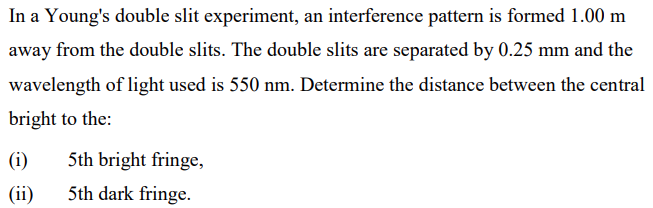 In a Young's double slit experiment, an interference pattern is formed 1.00 m
away from the double slits. The double slits are separated by 0.25 mm and the
wavelength of light used is 550 nm. Determine the distance between the central
bright to the:
(i) 5th bright fringe,
(ii) 5th dark fringe.